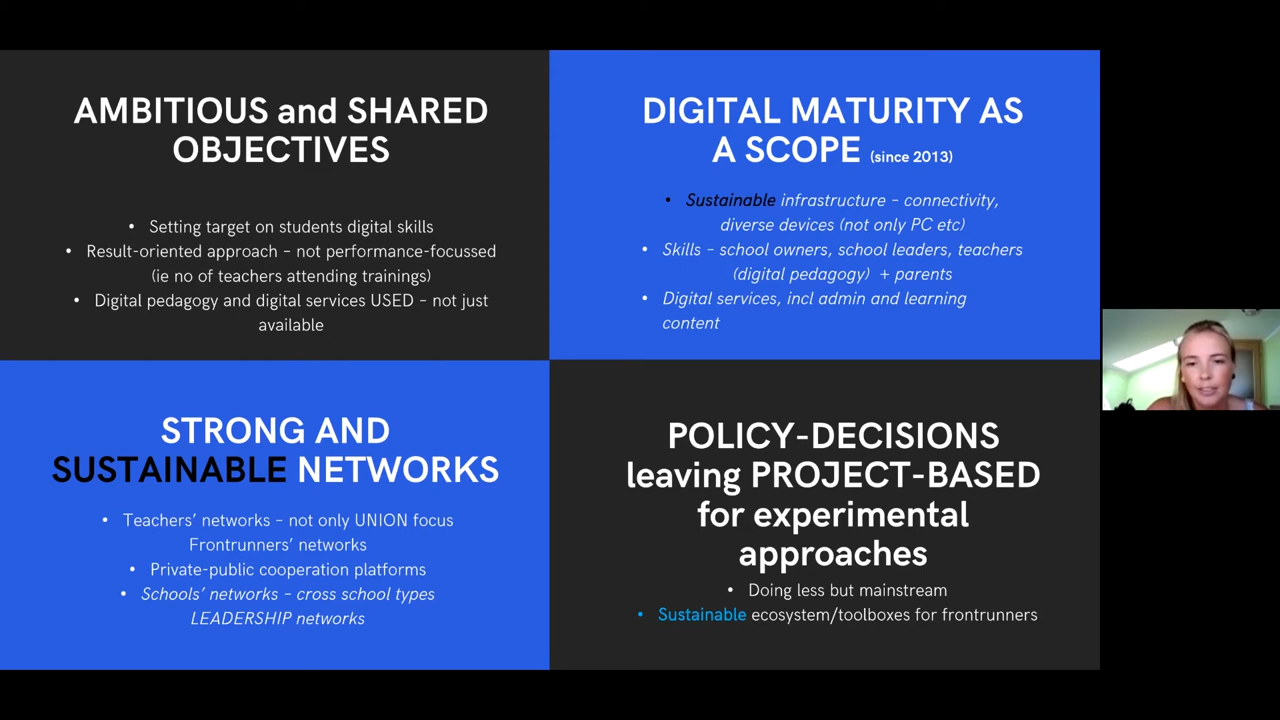 AMBITIOUS and SHARED
OBJECTIVES
• Setting target on students digital skills
• Result-oriented approach – not performance-focussed
(ie no of teachers attending trainings)
• Digital pedagogy and digital services USED – not just
available
DIGITAL MATURITY AS
A SCOPE (since 2013)
• Sustainable infrastructure – connectivity,
diverse devices (not only PC etc)
• Skills – school owners, school leaders, teachers
(digital pedagogy) + parents
• Digital services, incl admin and learning
content
STRONG AND
SUSTAINABLE NETWORKS
• Teachers’ networks – not only UNION focus
Frontrunners’ networks
• Private-public cooperation platforms
• Schools’ networks – cross school types
LEADERSHIP networks
POLICY-DECISIONS
leaving PROJECT-BASED
for experimental
approaches
• Doing less but mainstream
• Sustainable ecosystem/toolboxes for frontrunners